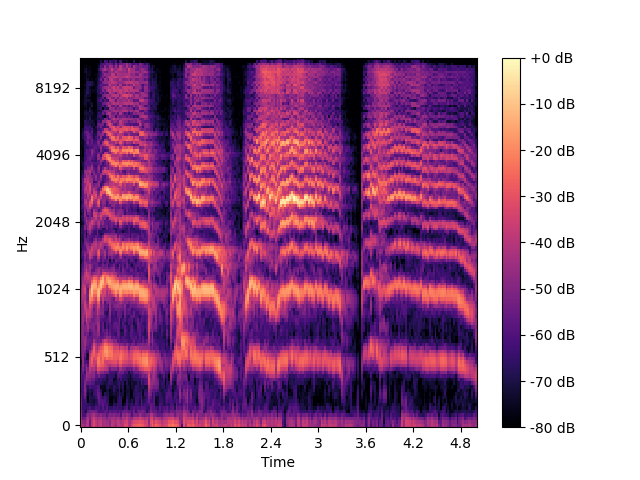 8192
4096
2048
1024
512
0
Hz
0 0.6 1.2 1.8 2.4 3 3.6 4.2 4.8
Time
+0 dB
-10 dB
-20 dB
-30 dB
-40 dB
-50 dB
-60 dB
-70 dB
-80 dB